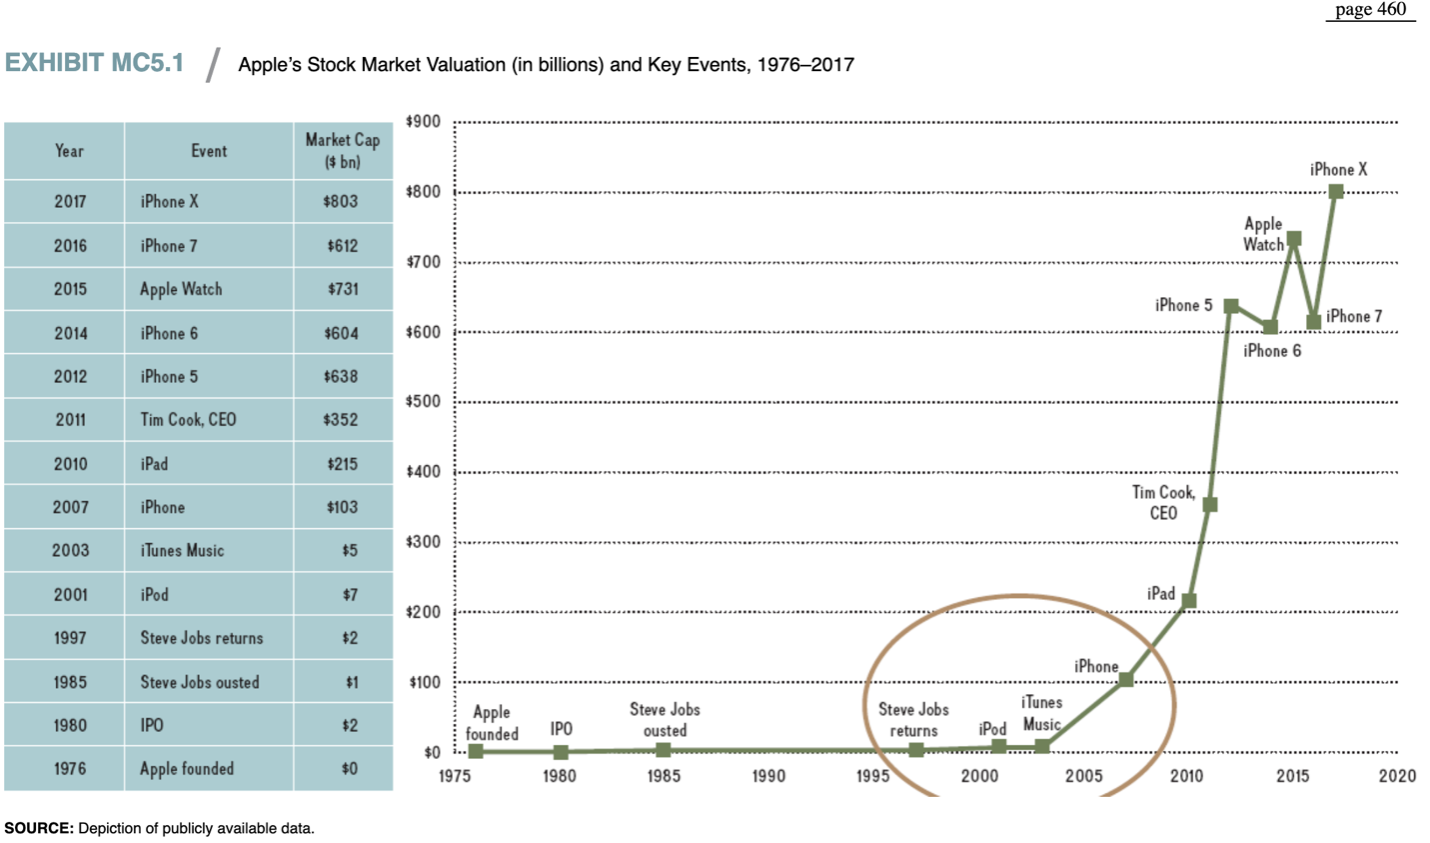 page 460
EXHIBIT MC5.1 / Apple’s Stock Market Valuation (in billions) and Key Events, 1976–2017
Year Event Market Cap ($ bn)
2017 iPhone X $803
2016 iPhone 7 $612
2015 Apple Watch $731
2014 iPhone 6 $604
2012 iPhone 5 $638
2011 Tim Cook, CEO $352
2010 iPad $215
2007 iPhone $103
2003 iTunes Music $5
2001 iPod $7
1997 Steve Jobs returns $2
1985 Steve Jobs ousted $1
1980 IPO $2
1976 Apple founded $0
$900
$800
$700
$600
$500
$400
$300
$200
$100
$0
Apple
founded
IPO
Steve Jobs
ousted
Steve Jobs
returns
iPod
iTunes
Music
iPhone
iPad
Tim Cook,
CEO
iPhone 5
iPhone 6
Apple
Watch
iPhone 7
iPhone X
1975 1980 1985 1990 1995 2000 2005 2010 2015 2020
SOURCE: Depiction of publicly available data.